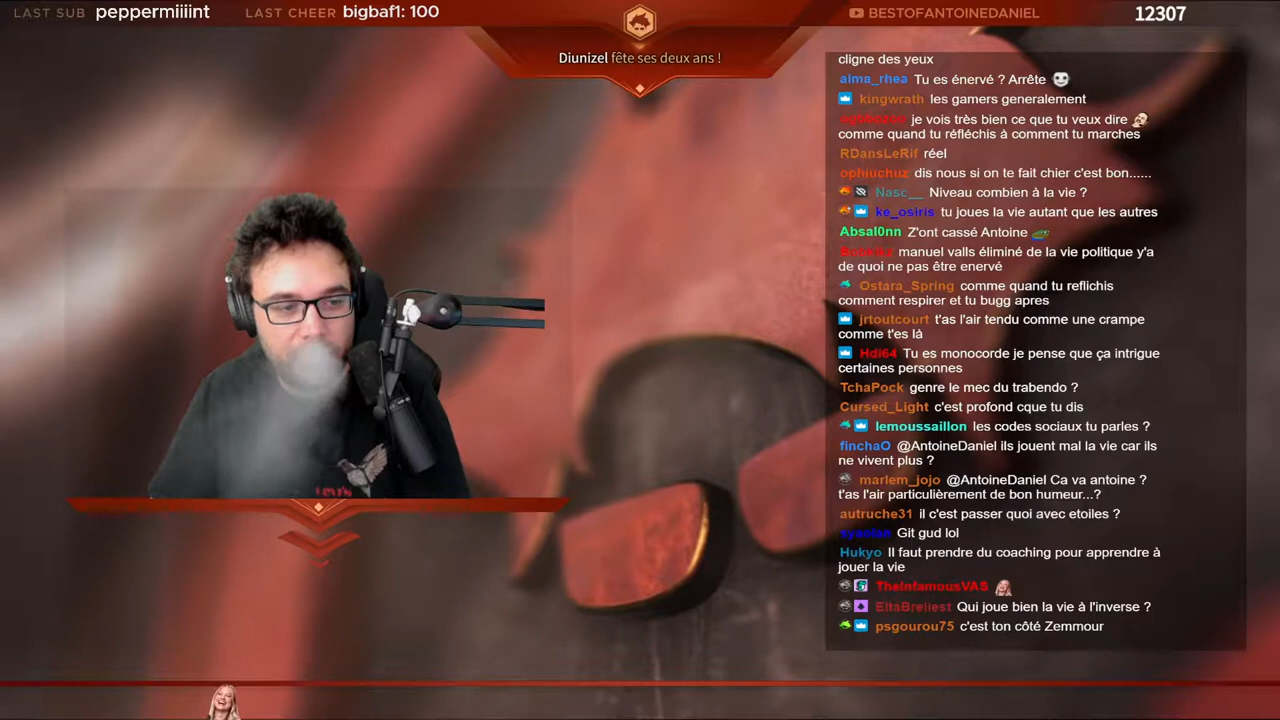 LAST SUB peppermiiiint LAST CHEER bigbaf1: 100 BESTOFANTOINEDANIEL 12307
Diunizel fête ses deux ans !
cligne des yeux
alma_rhea Tu es énervé ? Arrête
kingwrath les gamers generalement
je vois très bien ce que tu veux dire
comme quand tu réfléchis à comment tu marches
RDansLeRif réel
ophiuchuz dis nous si on te fait chier c'est bon......
Nasc__ Niveau combien à la vie ?
ke_osiris tu joues la vie autant que les autres
Absal0nn Z'ont cassé Antoine
manuel valls éliminé de la vie politique y'a
de quoi ne pas être enervé
Ostara_Spring comme quand tu reflichis
comment respirer et tu bugg apres
jrtoutcourt t'as l'air tendu comme une crampe
comme t'es là
Hdi64 Tu es monocorde je pense que ça intrigue
certaines personnes
TchaPock genre le mec du trabendo ?
Cursed_Light c'est profond cque tu dis
lemoussaillon les codes sociaux tu parles ?
finchaO @AntoineDaniel ils jouent mal la vie car ils
ne vivent plus ?
marlem_jojo @AntoineDaniel Ca va antoine ?
t'as l'air particulièrement de bon humeur...?
autruche31 il c'est passer quoi avec etoiles ?
Git gud lol
Hukyo Il faut prendre du coaching pour apprendre à
jouer la vie
TheInfamousVAS
EltaBreliest Qui joue bien la vie à l'inverse ?
psgourou75 c'est ton côté Zemmour